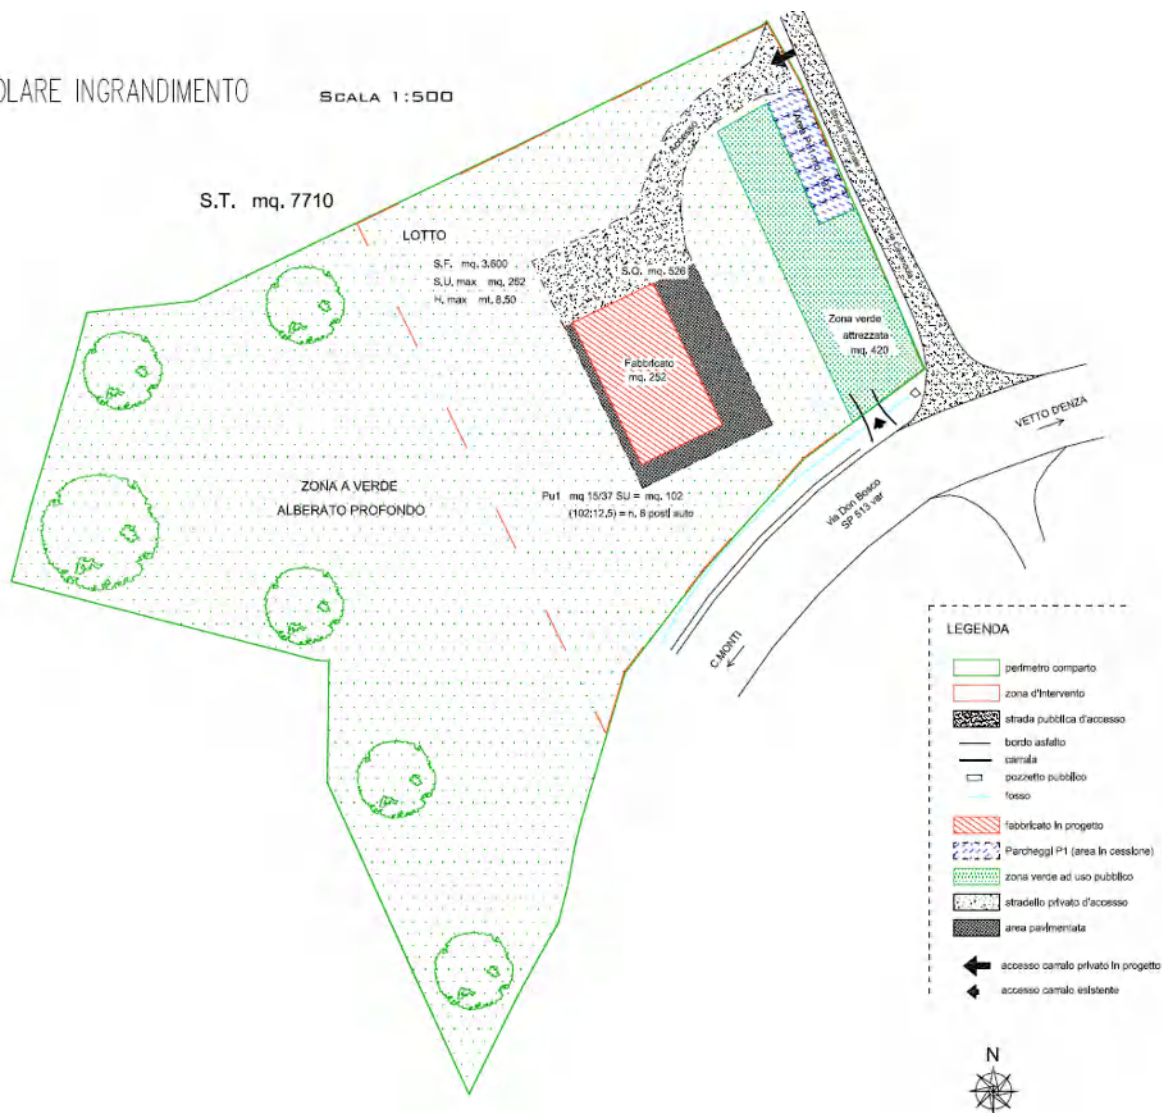 OLARE INGRANDIMENTO
SCALA 1:500
S.T. mq. 7710
LOTTO
S.F. mq. 3.600
S.U. max mq. 262
H. max mt. 8,50
Accesso
S.Q. mq. 526
Fabbricato
mq. 252
Zona verde
attrezzata
mq. 420
ZONA A VERDE
ALBERATO PROFONDO
Pu1 mq 15/37 SU = mq. 102
(102:12,5) = n. 8 posti auto
via Don Bosco
SP 513 var
VETTO D'ENZA
C.MONTI
LEGENDA
perimetro comparto
zona d'intervento
strada pubblica d'accesso
bordo asfalto
carraia
pozzetto pubblico
fosso
fabbricato in progetto
Parcheggi P1 (area in cessione)
zona verde ad uso pubblico
stradello privato d'accesso
area pavimentata
accesso carraio privato in progetto
accesso carraio esistente
N